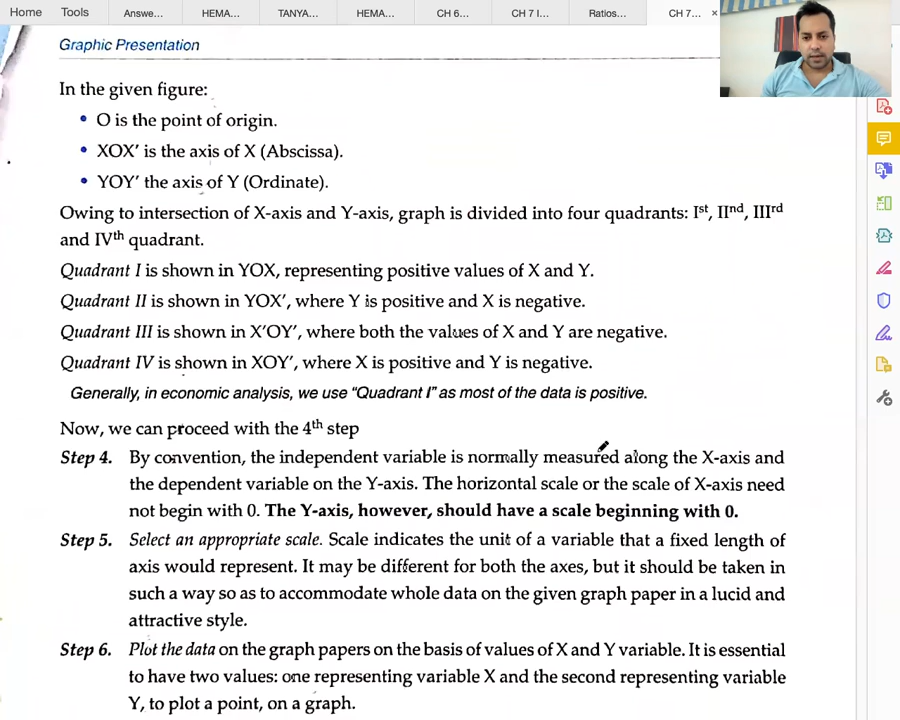 Home Tools Answe... HEMA... TANYA... HEMA... CH 6... CH 7 I... Ratios... CH 7... ×
Graphic Presentation
In the given figure:
• O is the point of origin.
• XOX′ is the axis of X (Abscissa).
• YOY′ the axis of Y (Ordinate).
Owing to intersection of X-axis and Y-axis, graph is divided into four quadrants: Ist, IInd, IIIrd
and IVth quadrant.
Quadrant I is shown in YOX, representing positive values of X and Y.
Quadrant II is shown in YOX′, where Y is positive and X is negative.
Quadrant III is shown in X′OY′, where both the values of X and Y are negative.
Quadrant IV is shown in XOY′, where X is positive and Y is negative.
Generally, in economic analysis, we use "Quadrant I" as most of the data is positive.
Now, we can proceed with the 4th step
Step 4. By convention, the independent variable is normally measured along the X-axis and
the dependent variable on the Y-axis. The horizontal scale or the scale of X-axis need
not begin with 0. The Y-axis, however, should have a scale beginning with 0.
Step 5. Select an appropriate scale. Scale indicates the unit of a variable that a fixed length of
axis would represent. It may be different for both the axes, but it should be taken in
such a way so as to accommodate whole data on the given graph paper in a lucid and
attractive style.
Step 6. Plot the data on the graph papers on the basis of values of X and Y variable. It is essential
to have two values: one representing variable X and the second representing variable
Y, to plot a point, on a graph.